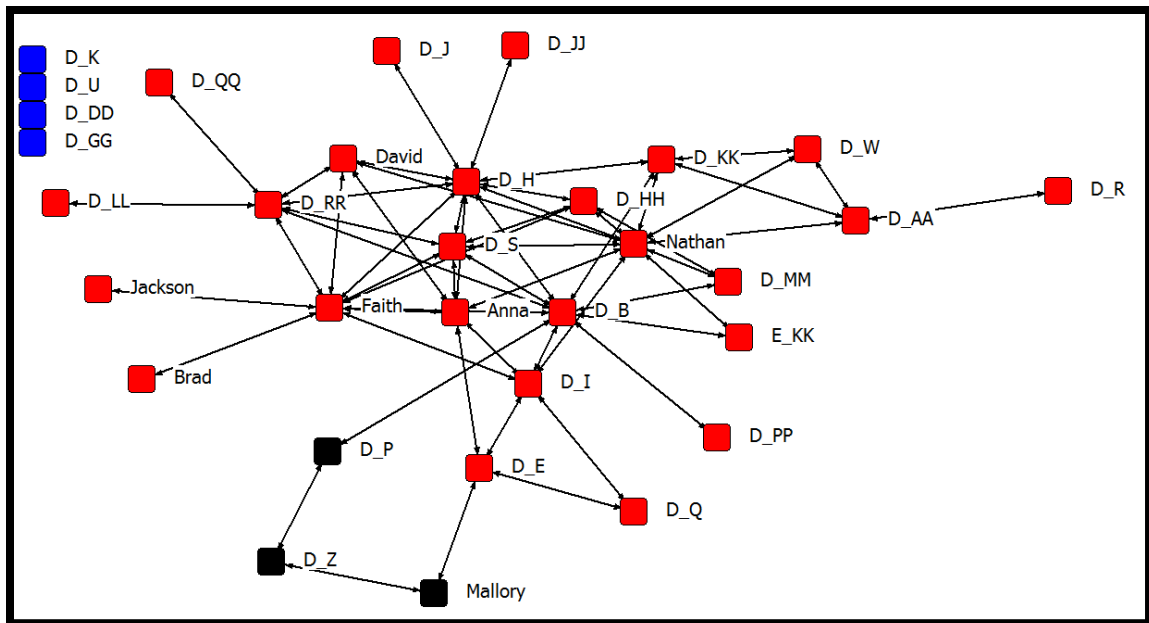 D_J
D_JJ
D_K
D_QQ
D_U
D_DD
D_GG
D_W
David
D_KK
D_H
D_R
D_HH
D_LL
D_RR
D_AA
D_S
Nathan
D_MM
Jackson
Faith
Anna
D_B
E_KK
Brad
D_I
D_PP
D_P
D_E
D_Q
D_Z
Mallory